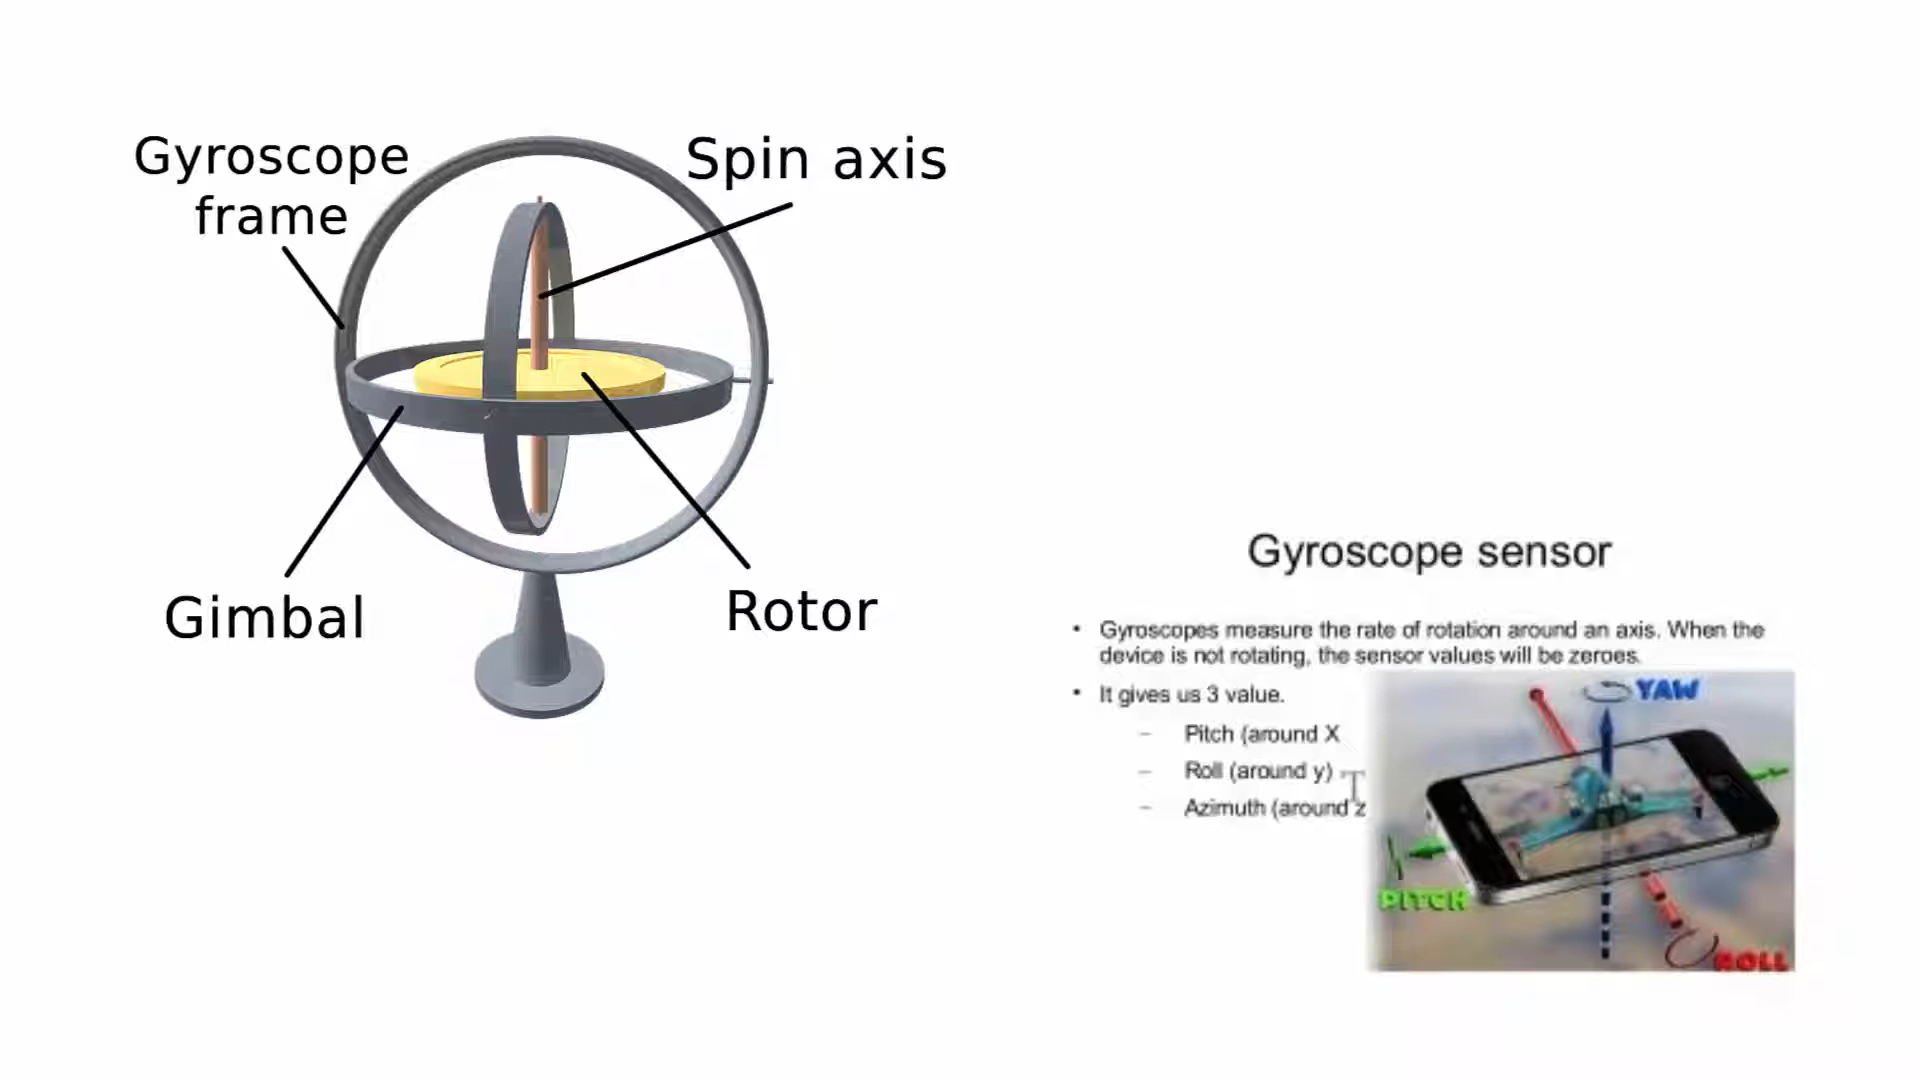 Gyroscope
frame
Spin axis
Gimbal
Rotor
Gyroscope sensor
• Gyroscopes measure the rate of rotation around an axis. When the
device is not rotating, the sensor values will be zeroes.
• It gives us 3 value.
– Pitch (around X
– Roll (around y)
– Azimuth (around z
YAW
PITCH
ROLL